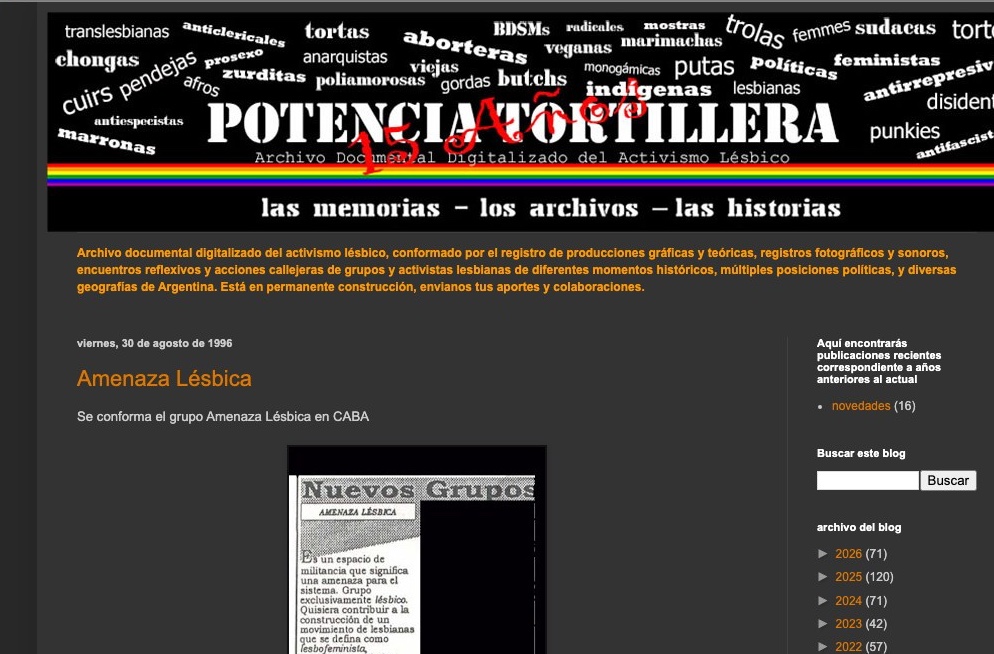 translesbianas
anticlericales
tortas
aborteras
BDSMs
radicales
mostras
trolas
femmes
sudacas
chongas
pendejas
prosexo
anarquistas
viejas
veganas
marimachas
feministas
cuirs
afros
zurditas
poliamorosas
gordas
butchs
monogámicas
putas
políticas
antiespecistas
indígenas
lesbianas
marronas
punkies
POTENCIA TORTILLERA
15 Años
Archivo Documental Digitalizado del Activismo Lésbico
las memorias – los archivos – las historias
Archivo documental digitalizado del activismo lésbico, conformado por el registro de producciones gráficas y teóricas, registros fotográficos y sonoros,
encuentros reflexivos y acciones callejeras de grupos y activistas lesbianas de diferentes momentos históricos, múltiples posiciones políticas, y diversas
geografías de Argentina. Está en permanente construcción, envianos tus aportes y colaboraciones.
viernes, 30 de agosto de 1996
Amenaza Lésbica
Se conforma el grupo Amenaza Lésbica en CABA
Nuevos Grupos
AMENAZA LÉSBICA
Es un espacio de
militancia que significa
una amenaza para el
sistema. Grupo
exclusivamente lésbico.
Quisiera contribuir a la
construcción de un
movimiento de lesbianas
que se defina como
lesbofeminista,
Aquí encontrarás
publicaciones recientes
correspondiente a años
anteriores al actual
novedades (16)
Buscar este blog
Buscar
archivo del blog
► 2026 (71)
► 2025 (120)
► 2024 (71)
► 2023 (42)
► 2022 (57)